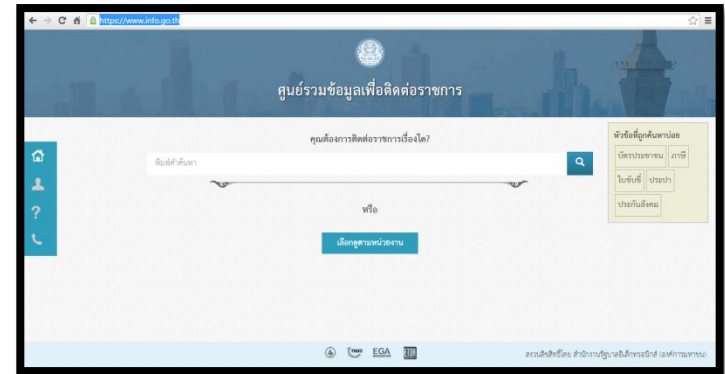 https://www.info.go.th
ศูนย์รวมข้อมูลเพื่อติดต่อราชการ
คุณต้องการติดต่อราชการเรื่องใด?
พิมพ์คำค้นหา
หรือ
เลือกดูตามหน่วยงาน
หัวข้อที่ถูกค้นหาบ่อย
บัตรประชาชน ภาษี
ใบขับขี่ ประปา
ประกันสังคม
EGA
สงวนลิขสิทธิ์โดย สำนักงานรัฐบาลอิเล็กทรอนิกส์ (องค์การมหาชน)